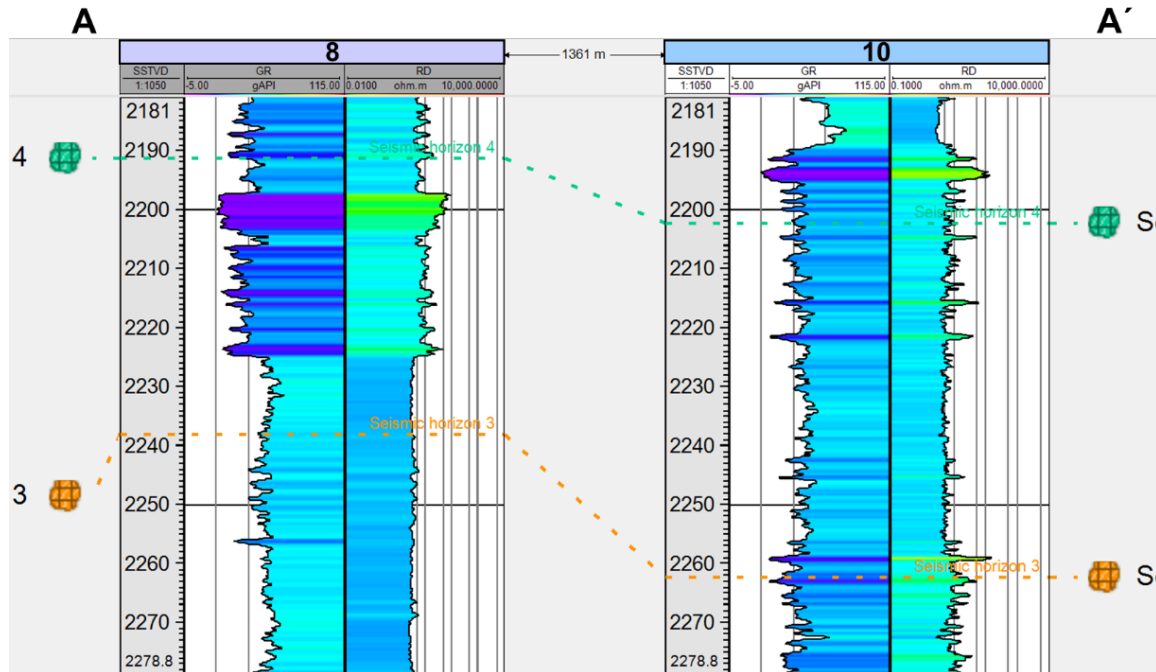 A A´
8 1361 m 10
SSTVD GR RD SSTVD GR RD
1:1050 -5.00 gAPI 115.00 0.0100 ohm.m 10,000.0000 1:1050 -5.00 gAPI 115.00 0.1000 ohm.m 10,000.0000
2181 2181
4 2190 Seismic horizon 4 2190
2200 2200 Seismic horizon 4 Se
2210 2210
2220 2220
2230 2230
2240 Seismic horizon 3 2240
3 2250 2250
2260 2260 Seismic horizon 3 Se
2270 2270
2278.8 2278.8